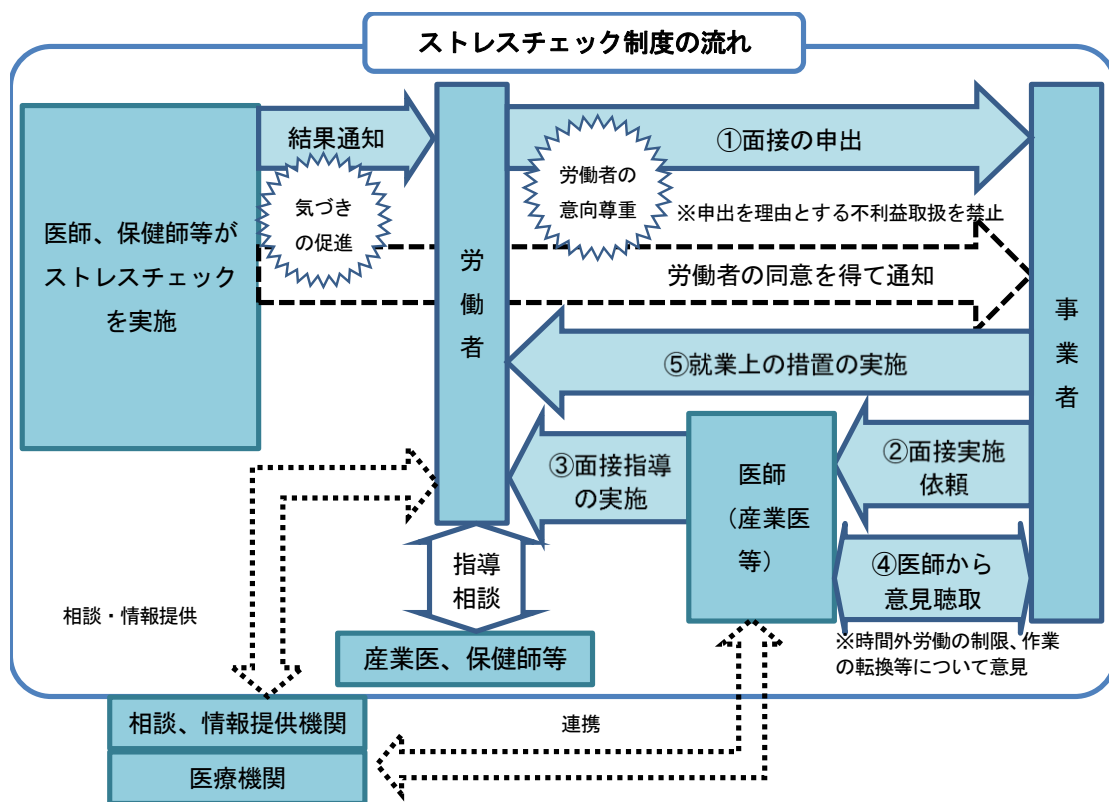 ストレスチェック制度の流れ
医師、保健師等が
ストレスチェック
を実施
結果通知
気づき
の促進
労働者
①面接の申出
労働者の
意向尊重
※申出を理由とする不利益取扱を禁止
労働者の同意を得て通知
事業者
⑤就業上の措置の実施
②面接実施
依頼
③面接指導
の実施
医師
（産業医
等）
④医師から
意見聴取
※時間外労働の制限、作業
の転換等について意見
指導
相談
産業医、保健師等
相談・情報提供
相談、情報提供機関
医療機関
連携